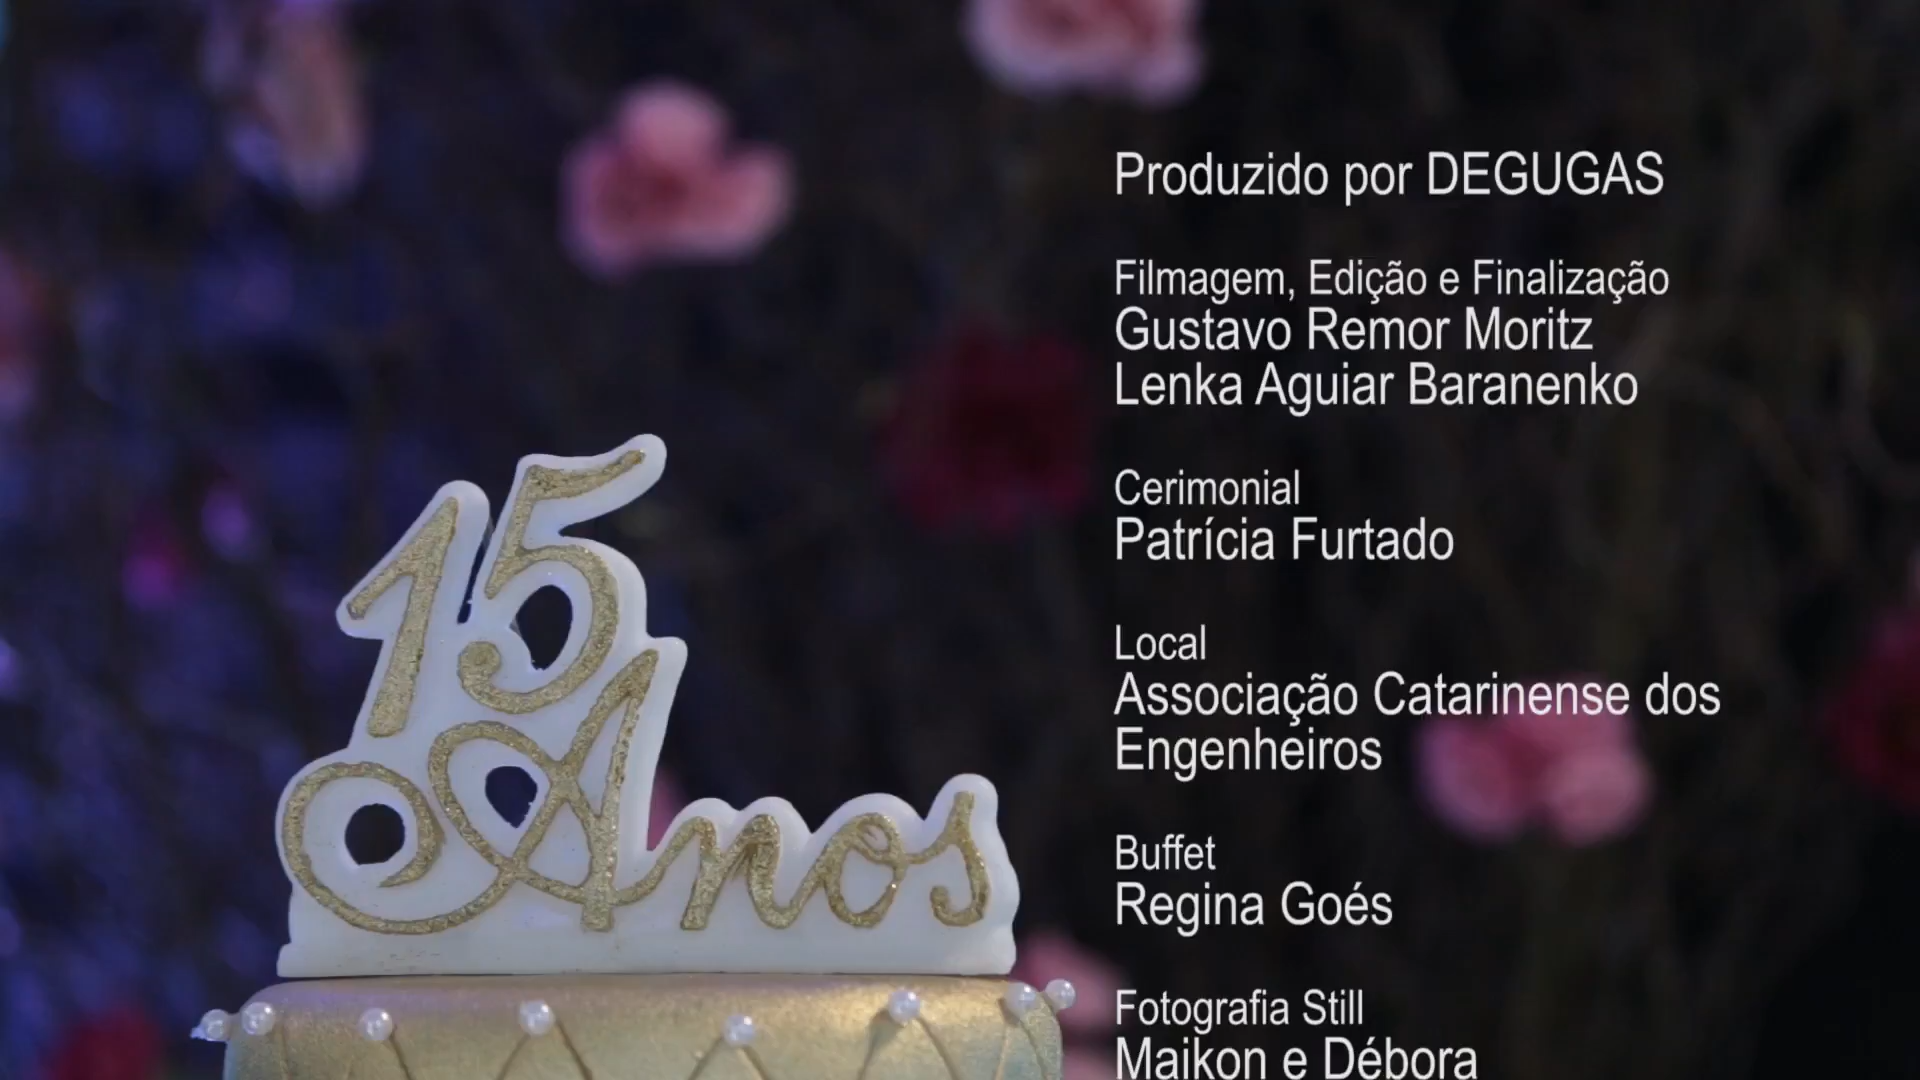 15
Anos
Produzido por DEGUGAS
Filmagem, Edição e Finalização
Gustavo Remor Moritz
Lenka Aguiar Baranenko
Cerimonial
Patrícia Furtado
Local
Associação Catarinense dos
Engenheiros
Buffet
Regina Goés
Fotografia Still
Maikon e Débora